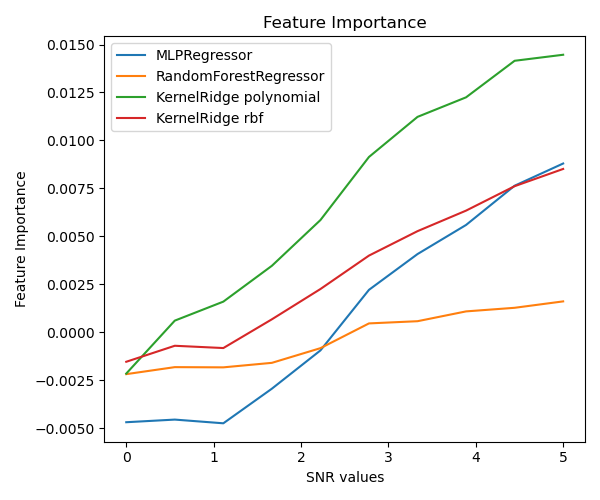 Feature Importance
0.0150
0.0125
0.0100
0.0075
0.0050
0.0025
0.0000
−0.0025
−0.0050
Feature Importance
MLPRegressor
RandomForestRegressor
KernelRidge polynomial
KernelRidge rbf
0 1 2 3 4 5
SNR values